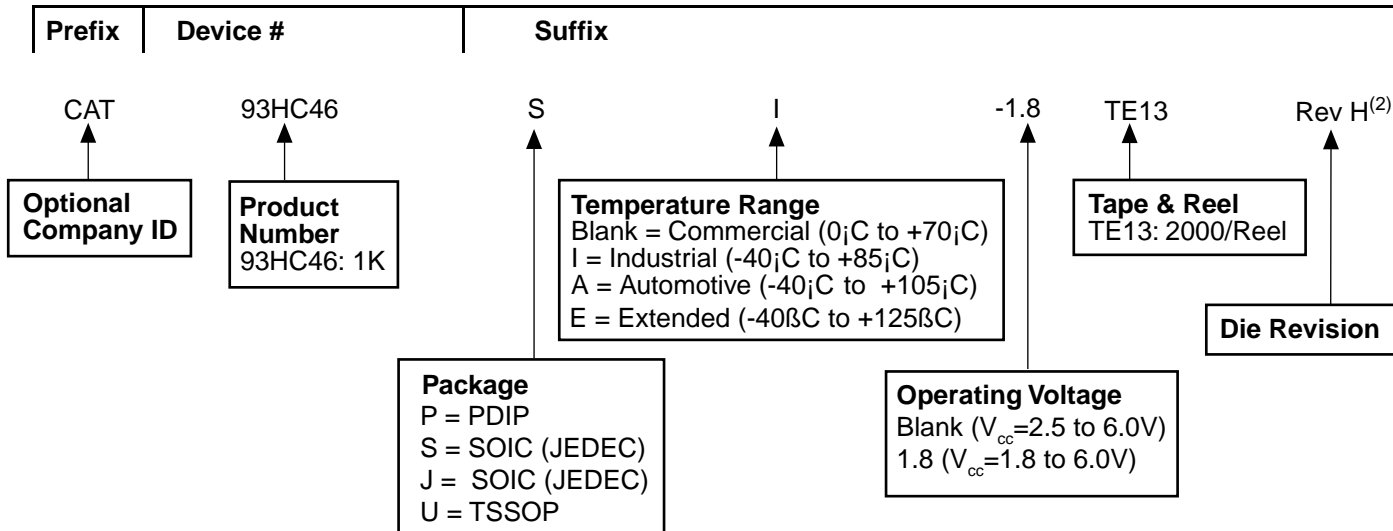 Prefix Device # Suffix
CAT 93HC46 S I -1.8 TE13 Rev H(2)
Optional
Company ID
Product
Number
93HC46: 1K
Temperature Range
Blank = Commercial (0¡C to +70¡C)
I = Industrial (-40¡C to +85¡C)
A = Automotive (-40¡C to +105¡C)
E = Extended (-40ßC to +125ßC)
Tape & Reel
TE13: 2000/Reel
Die Revision
Package
P = PDIP
S = SOIC (JEDEC)
J = SOIC (JEDEC)
U = TSSOP
Operating Voltage
Blank (Vcc=2.5 to 6.0V)
1.8 (Vcc=1.8 to 6.0V)